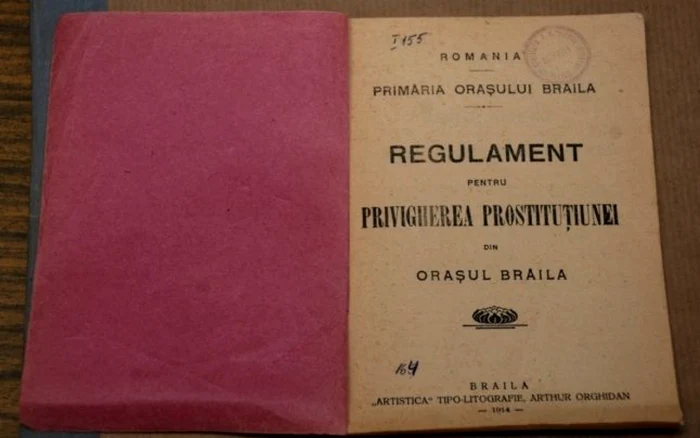 I 155
ROMANIA
PRIMĂRIA ORAŞULUI BRAILA
REGULAMENT
PENTRU
PRIVIGHEREA PROSTITUŢIUNEI
DIN
ORAŞUL BRĂILA
164
BRAILA
„ARTISTICA" TIPO-LITOGRAFIE, ARTHUR ORGHIDAN
— 1914 —